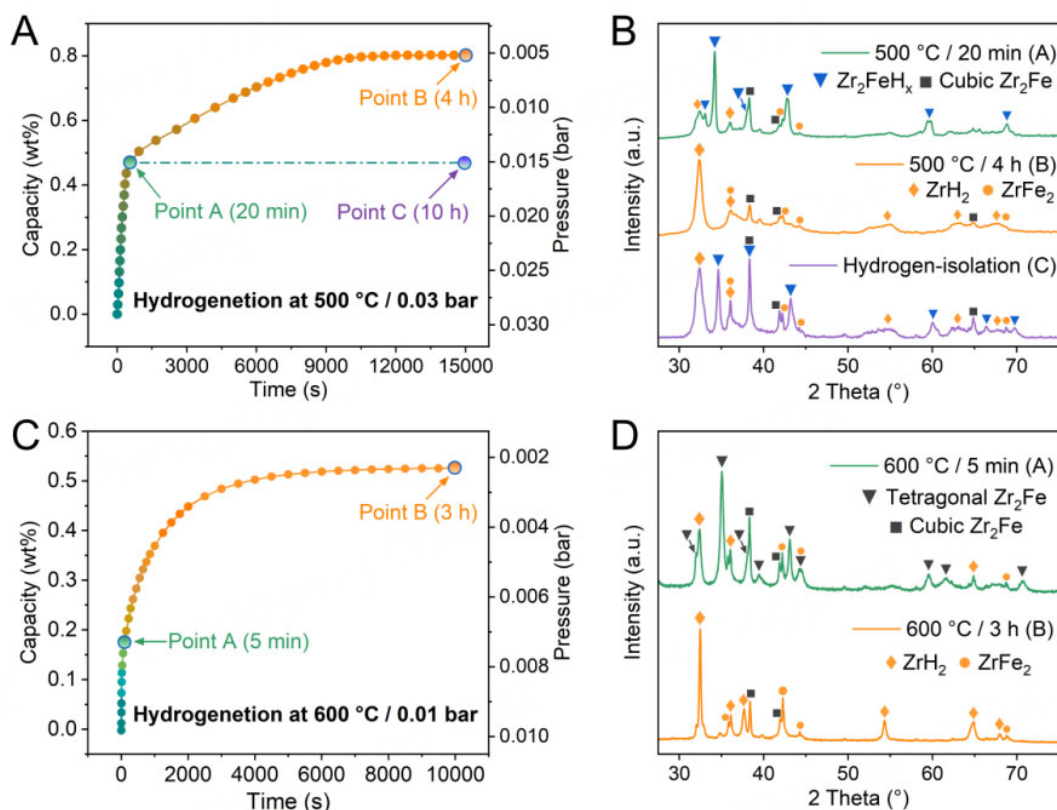 A
Capacity (wt%)
0.8
0.6
0.4
0.2
0.0
0.005
0.010
0.015
0.020
0.025
0.030
Pressure (bar)
Point B (4 h)
Point A (20 min)
Point C (10 h)
Hydrogenetion at 500 °C / 0.03 bar
0 3000 6000 9000 12000 15000
Time (s)
B
Intensity (a.u.)
500 °C / 20 min (A)
Zr₂FeHₓ Cubic Zr₂Fe
500 °C / 4 h (B)
ZrH₂ ZrFe₂
Hydrogen-isolation (C)
30 40 50 60 70
2 Theta (°)
C
Capacity (wt%)
0.6
0.5
0.4
0.3
0.2
0.1
0.0
0.002
0.004
0.006
0.008
0.010
Pressure (bar)
Point B (3 h)
Point A (5 min)
Hydrogenetion at 600 °C / 0.01 bar
0 2000 4000 6000 8000 10000
Time (s)
D
Intensity (a.u.)
600 °C / 5 min (A)
Tetragonal Zr₂Fe
Cubic Zr₂Fe
600 °C / 3 h (B)
ZrH₂ ZrFe₂
30 40 50 60 70
2 Theta (°)